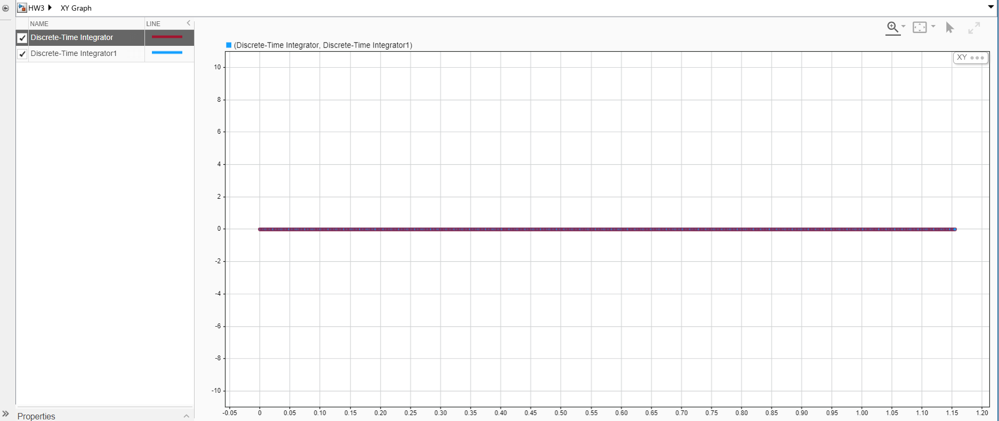 HW3 XY Graph
NAME LINE
Discrete-Time Integrator
Discrete-Time Integrator1
(Discrete-Time Integrator, Discrete-Time Integrator1)
XY
10
8
6
4
2
0
-2
-4
-6
-8
-10
-0.05 0 0.05 0.10 0.15 0.20 0.25 0.30 0.35 0.40 0.45 0.50 0.55 0.60 0.65 0.70 0.75 0.80 0.85 0.90 0.95 1.00 1.05 1.10 1.15 1.20
Properties